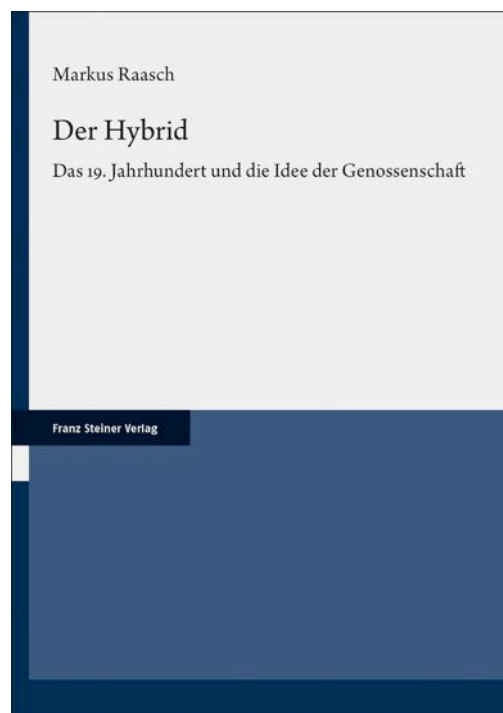 Markus Raasch
Der Hybrid
Das 19. Jahrhundert und die Idee der Genossenschaft
Franz Steiner Verlag